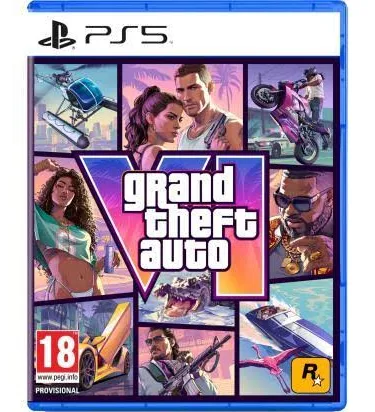 PS5
VI
grand
theft
auto
18
www.pegi.info
PROVISIONAL
R